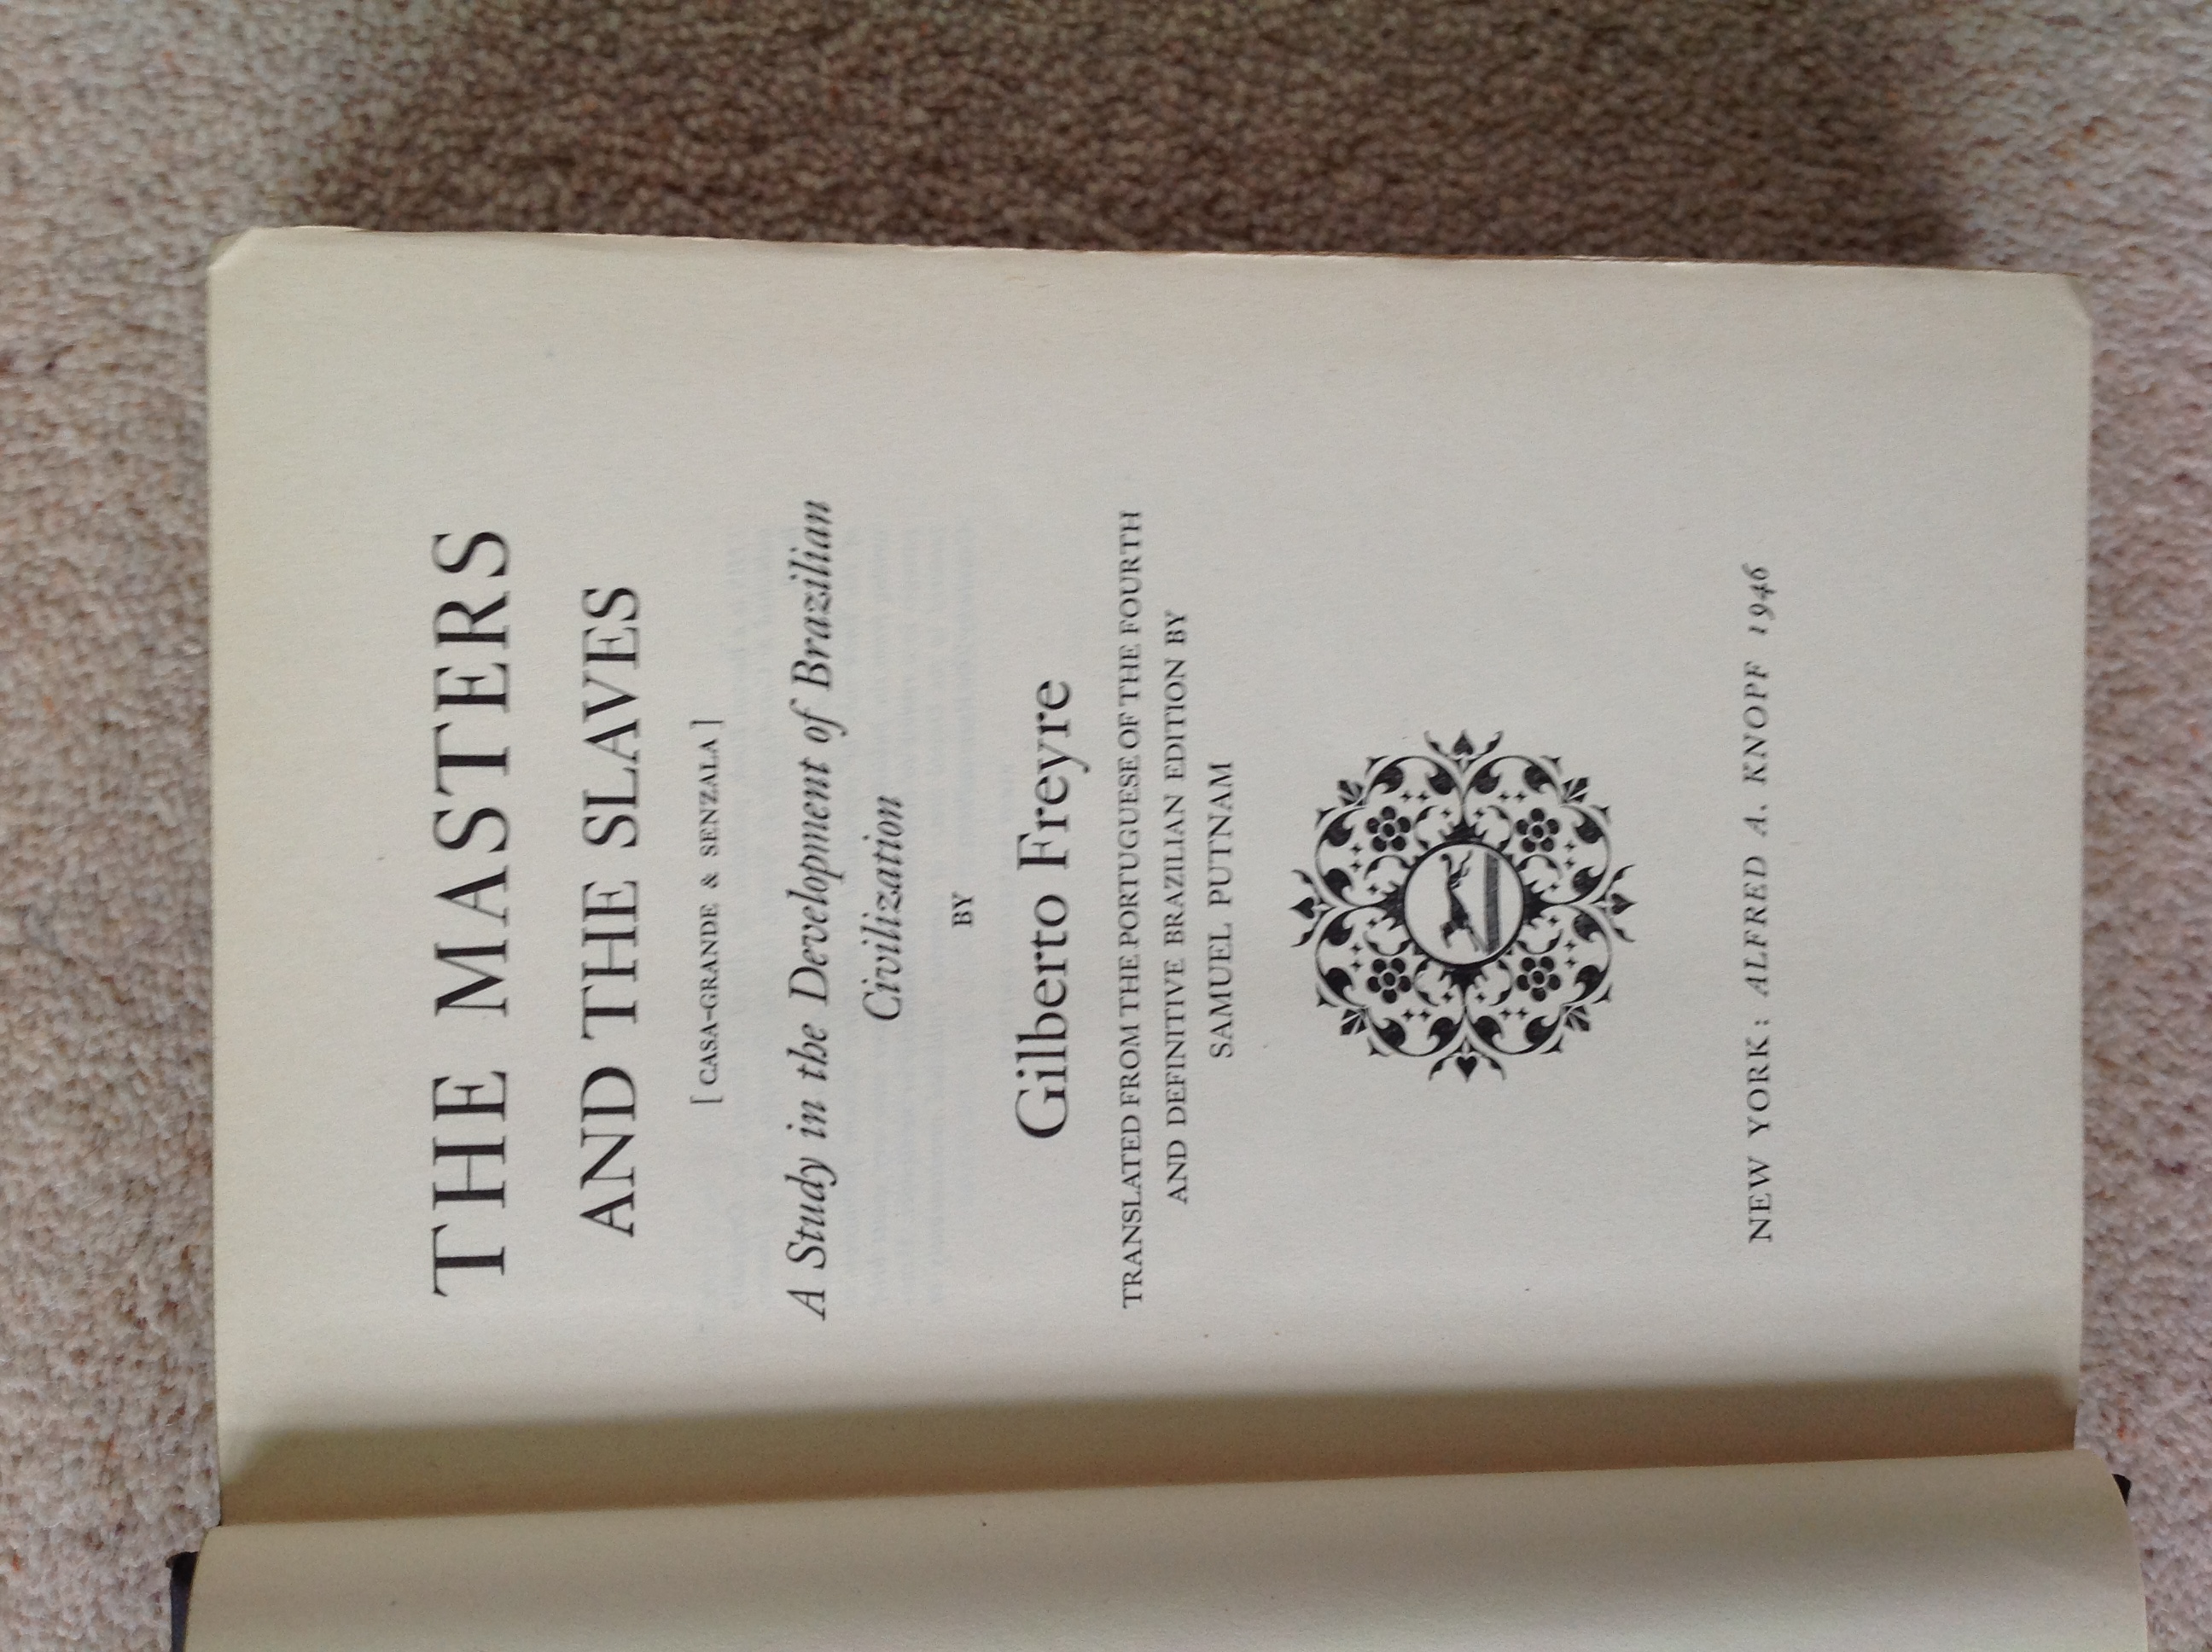 THE MASTERS
AND THE SLAVES
[CASA-GRANDE & SENZALA]
A Study in the Development of Brazilian
Civilization
BY
Gilberto Freyre
TRANSLATED FROM THE PORTUGUESE OF THE FOURTH
AND DEFINITIVE BRAZILIAN EDITION BY
SAMUEL PUTNAM
NEW YORK: ALFRED A. KNOPF 1946